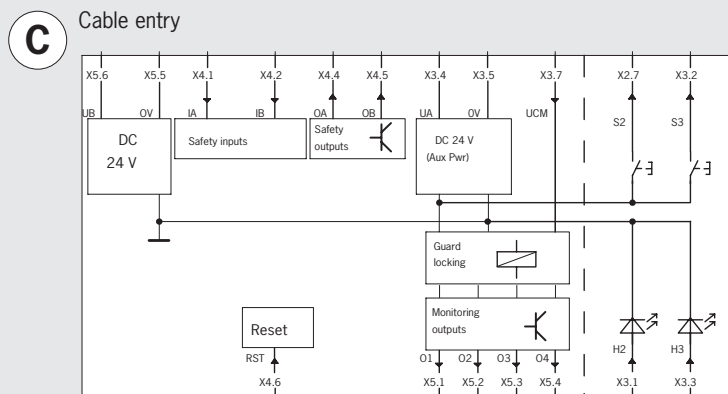 C
Cable entry
X5.6 X5.5 X4.1 X4.2 X4.4 X4.5 X3.4 X3.5 X3.7 X2.7 X3.2
UB OV IA IB OA OB UA 0V UCM
S2 S3
DC
24 V
Safety inputs
Safety
outputs
DC 24 V
(Aux Pwr)
Guard
locking
Monitoring
outputs
Reset
RST
O1 O2 O3 O4
H2 H3
X4.6 X5.1 X5.2 X5.3 X5.4 X3.1 X3.3